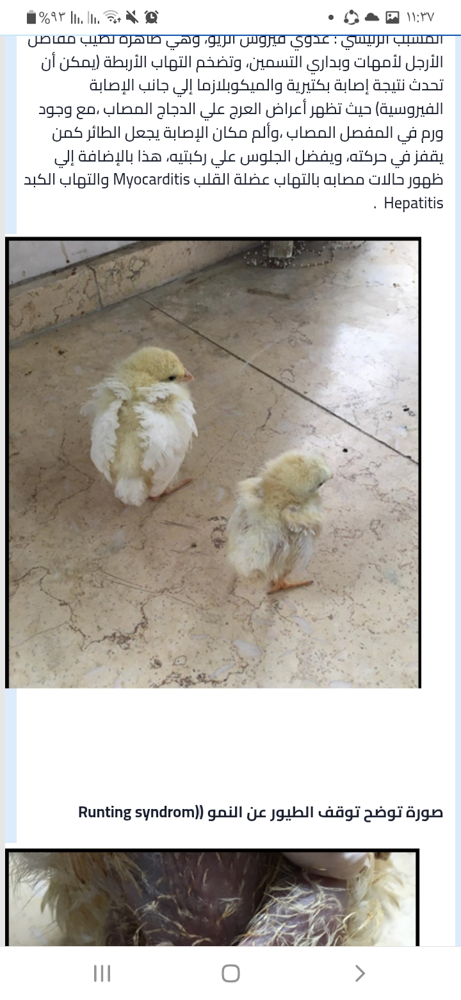 ١١:٣٧
%٩٣
المسبب الرئيسي : عدوي فيروس الريو، وهي ظاهرة تصيب مفاصل
الأرجل لأمهات وبداري التسمين، وتضخم التهاب الأربطة (يمكن أن
تحدث نتيجة إصابة بكتيرية والميكوبلازما إلي جانب الإصابة
الفيروسية) حيث تظهر أعراض العرج علي الدجاج المصاب ،مع وجود
ورم في المفصل المصاب ،وألم مكان الإصابة يجعل الطائر كمن
يقفز في حركته، ويفضل الجلوس علي ركبتيه، هذا بالإضافة إلي
ظهور حالات مصابه بالتهاب عضلة القلب Myocarditis والتهاب الكبد
Hepatitis .
صورة توضح توقف الطيور عن النمو ((Runting syndrom